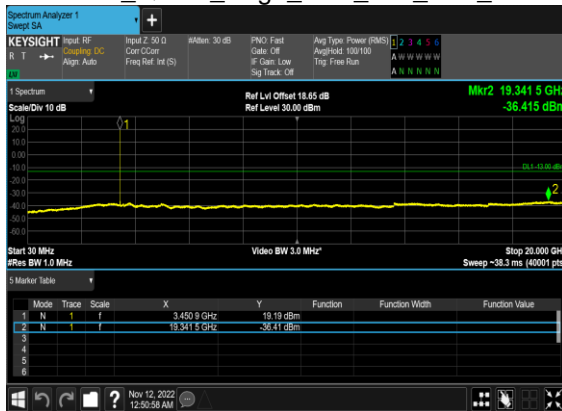 Spectrum Analyzer 1
Swept SA
+
KEYSIGHT Input: RF Input Z: 50 Ω #Atten: 30 dB PNO: Fast Avg Type: Power (RMS) 1 2 3 4 5 6
R T Coupling: DC Corr CCorr Gate: Off Avg|Hold: 100/100 A W W W W W
Align: Auto Freq Ref: Int (S) IF Gain: Low Trig: Free Run
Sig Track: Off A N N N N N
1 Spectrum Ref Lvl Offset 18.65 dB Mkr2 19.341 5 GHz
Scale/Div 10 dB Ref Level 30.00 dBm -36.415 dBm
Log
20.0
10.0
0.00
-10.0
-20.0
-30.0
-40.0
-50.0
-60.0
1
DL1 -13.00 dBm
2
Start 30 MHz Video BW 3.0 MHz* Stop 20.000 GHz
#Res BW 1.0 MHz Sweep ~38.3 ms (40001 pts)
5 Marker Table
Mode Trace Scale X Y Function Function Width Function Value
1 N 1 f 3.450 9 GHz 19.19 dBm
2 N 1 f 19.341 5 GHz -36.41 dBm
3
4
5
6
? Nov 12, 2022
12:50:58 AM